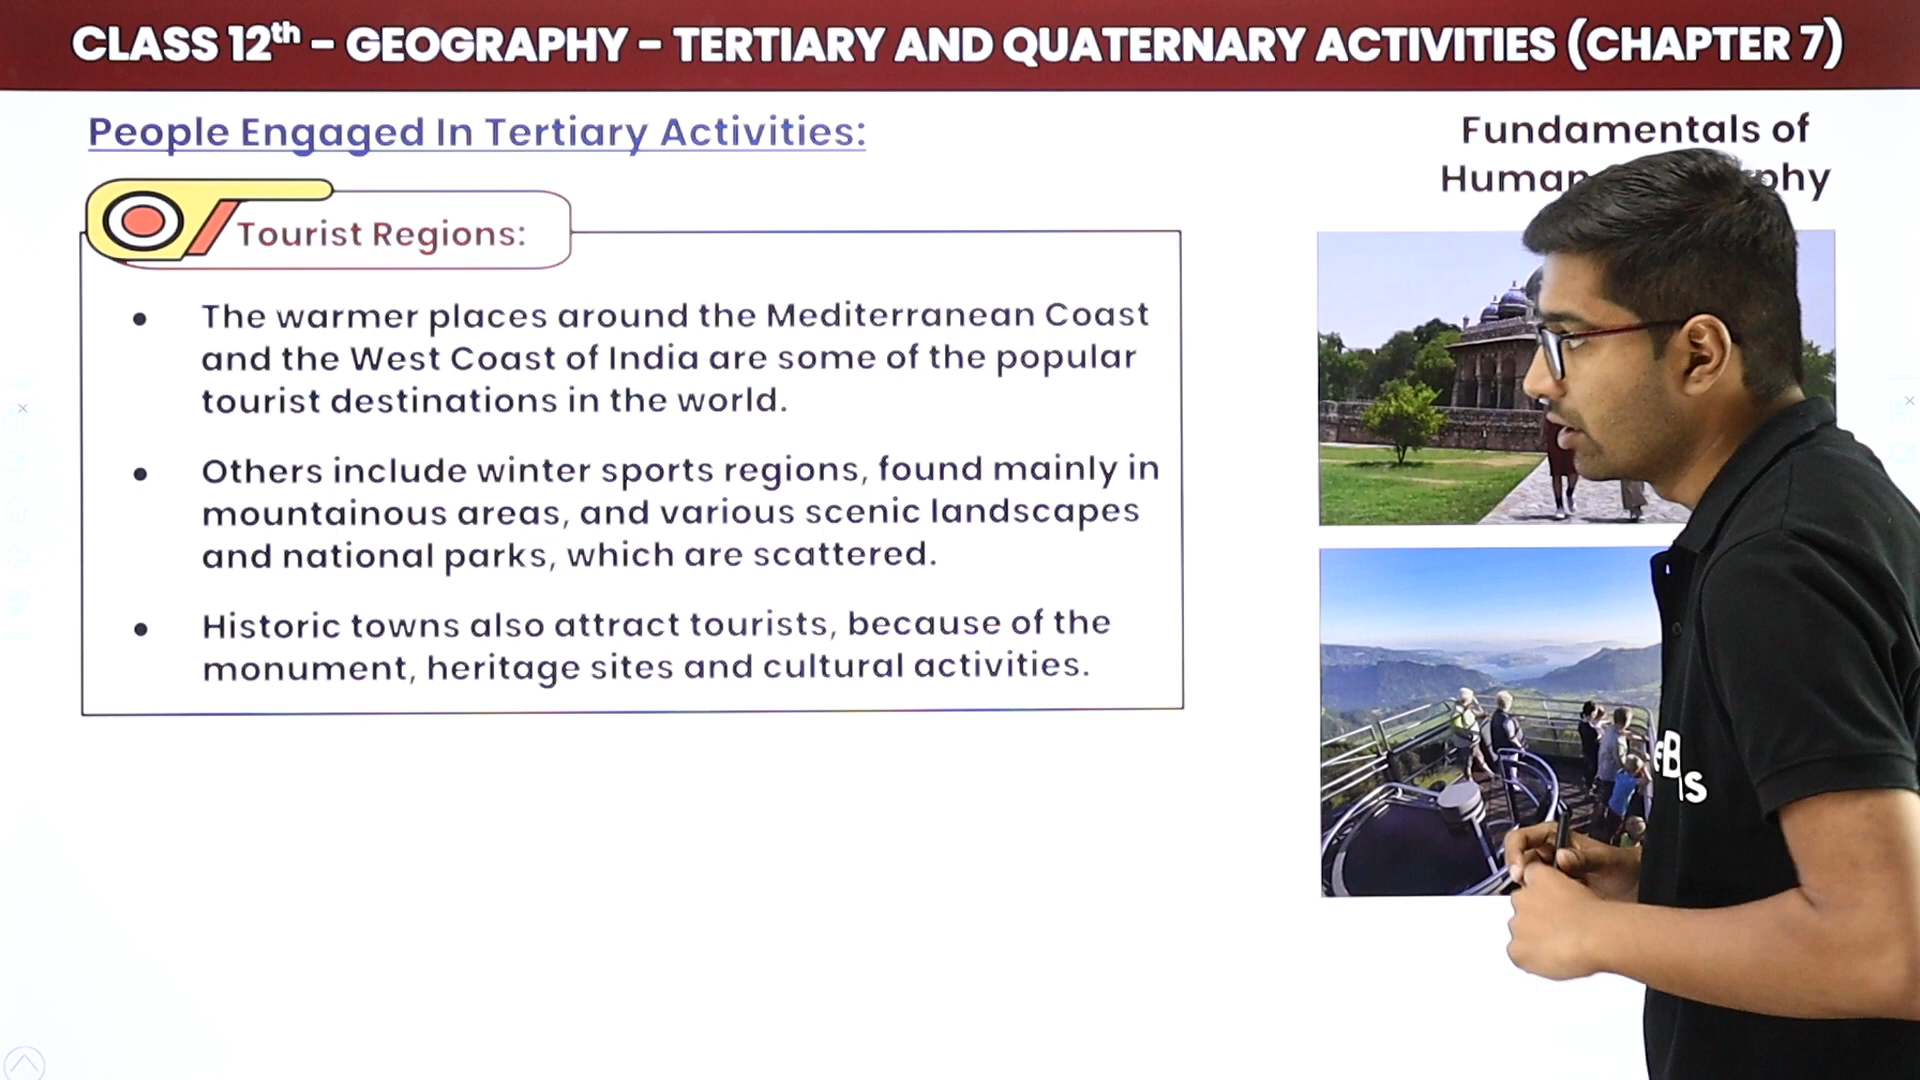 CLASS 12th – GEOGRAPHY – TERTIARY AND QUATERNARY ACTIVITIES (CHAPTER 7)
People Engaged In Tertiary Activities:
Fundamentals of
Tourist Regions:
• The warmer places around the Mediterranean Coast
and the West Coast of India are some of the popular
tourist destinations in the world.
• Others include winter sports regions, found mainly in
mountainous areas, and various scenic landscapes
and national parks, which are scattered.
• Historic towns also attract tourists, because of the
monument, heritage sites and cultural activities.